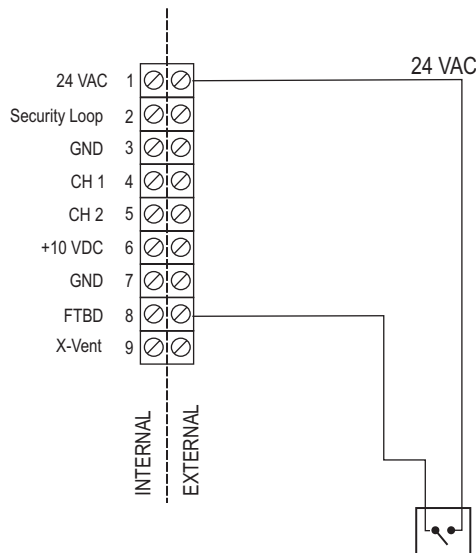 24 VAC
24 VAC 1
Security Loop 2
GND 3
CH 1 4
CH 2 5
+10 VDC 6
GND 7
FTBD 8
X-Vent 9
INTERNAL
EXTERNAL